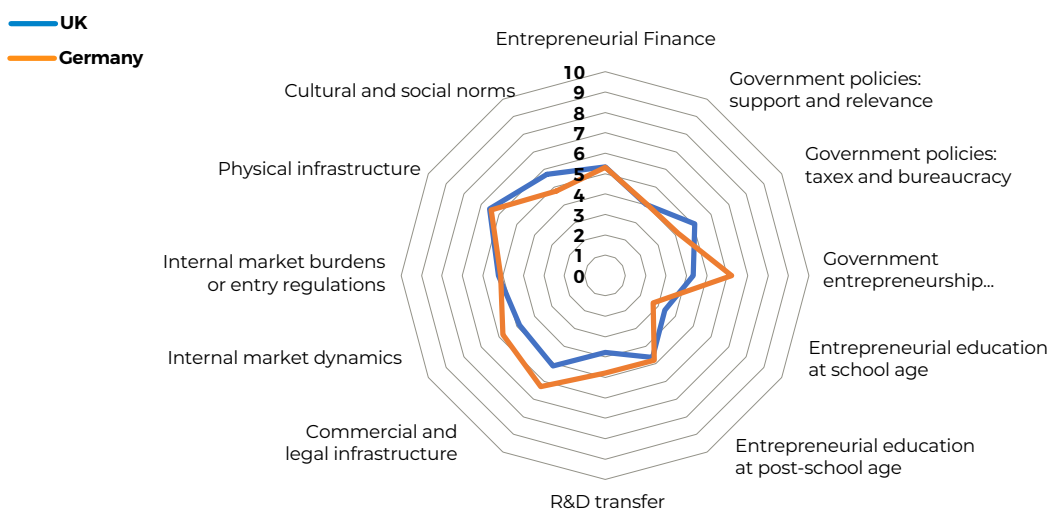 UK
Germany
Entrepreneurial Finance
10
9
8
7
6
5
4
3
2
1
0
Government policies:
support and relevance
Government policies:
taxex and bureaucracy
Government
entrepreneurship...
Entrepreneurial education
at school age
Entrepreneurial education
at post-school age
R&D transfer
Commercial and
legal infrastructure
Internal market dynamics
Internal market burdens
or entry regulations
Physical infrastructure
Cultural and social norms